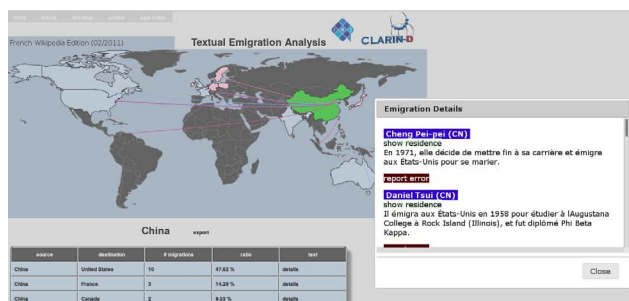 French Wikipedia Edition (02/2011)
Textual Emigration Analysis
CLARIN-D
Emigration Details
Cheng Pei-pei (CN)
show residence
En 1971, elle décide de mettre fin à sa carrière et émigre
aux États-Unis pour se marier.
report error
Daniel Tsui (CN)
show residence
Il émigra aux États-Unis en 1958 pour étudier à lAugustana
College à Rock Island (Illinois), et fut diplômé Phi Beta
Kappa.
Close
China export
source destination # migrations ratio text
China United States 10 47.62 % details
China France 3 14.29 % details
China Canada 2 9.52 % details